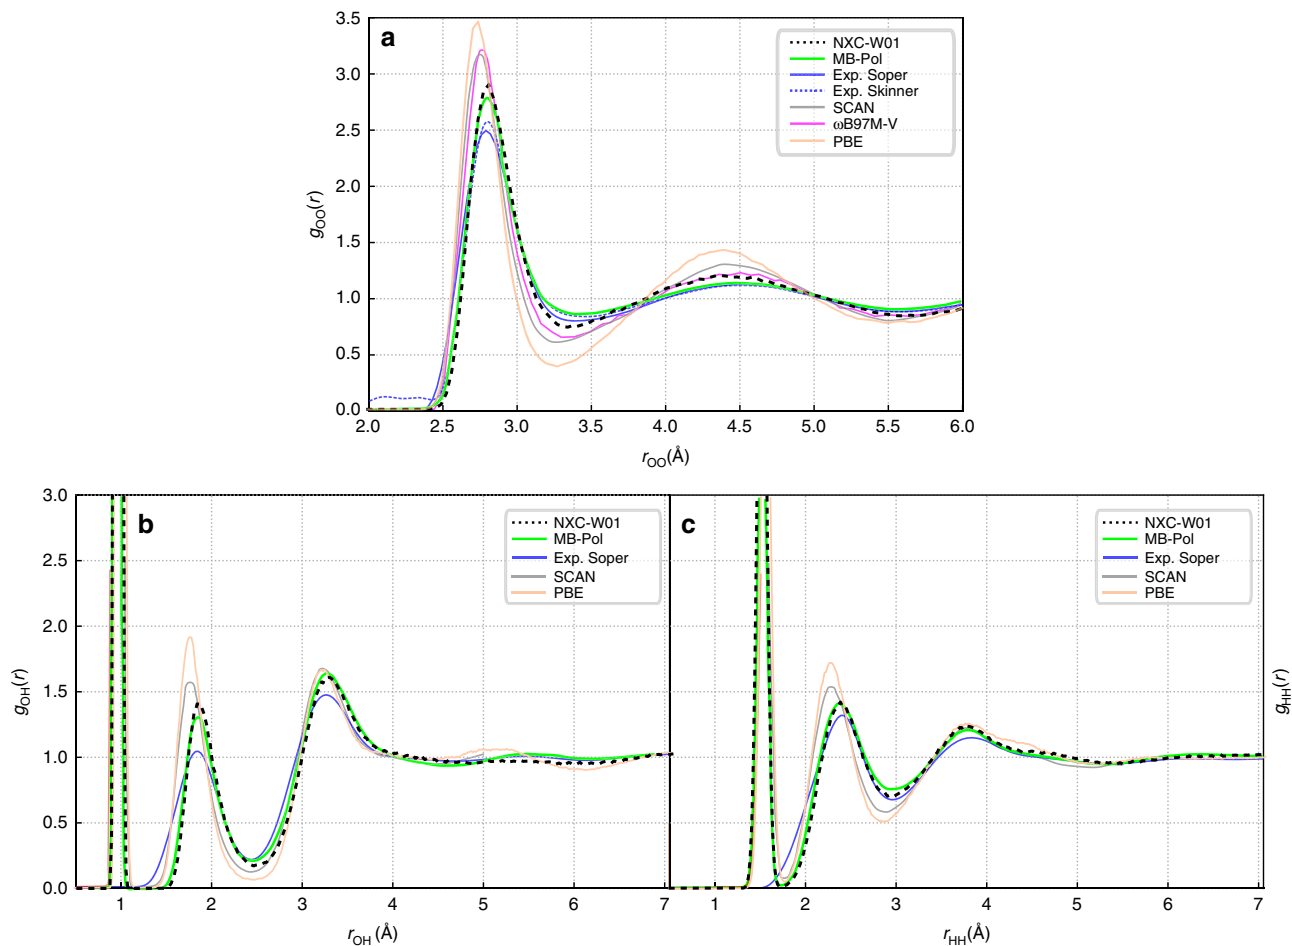 a
3.5
3.0
2.5
2.0
1.5
1.0
0.5
0.0
gOO(r)
NXC-W01
MB-Pol
Exp. Soper
Exp. Skinner
SCAN
ωB97M-V
PBE
2.0 2.5 3.0 3.5 4.0 4.5 5.0 5.5 6.0
rOO(Å)
b
3.0
2.5
2.0
1.5
1.0
0.5
0.0
gOH(r)
NXC-W01
MB-Pol
Exp. Soper
SCAN
PBE
1 2 3 4 5 6 7
rOH(Å)
c
NXC-W01
MB-Pol
Exp. Soper
SCAN
PBE
gHH(r)
1 2 3 4 5 6 7
rHH(Å)